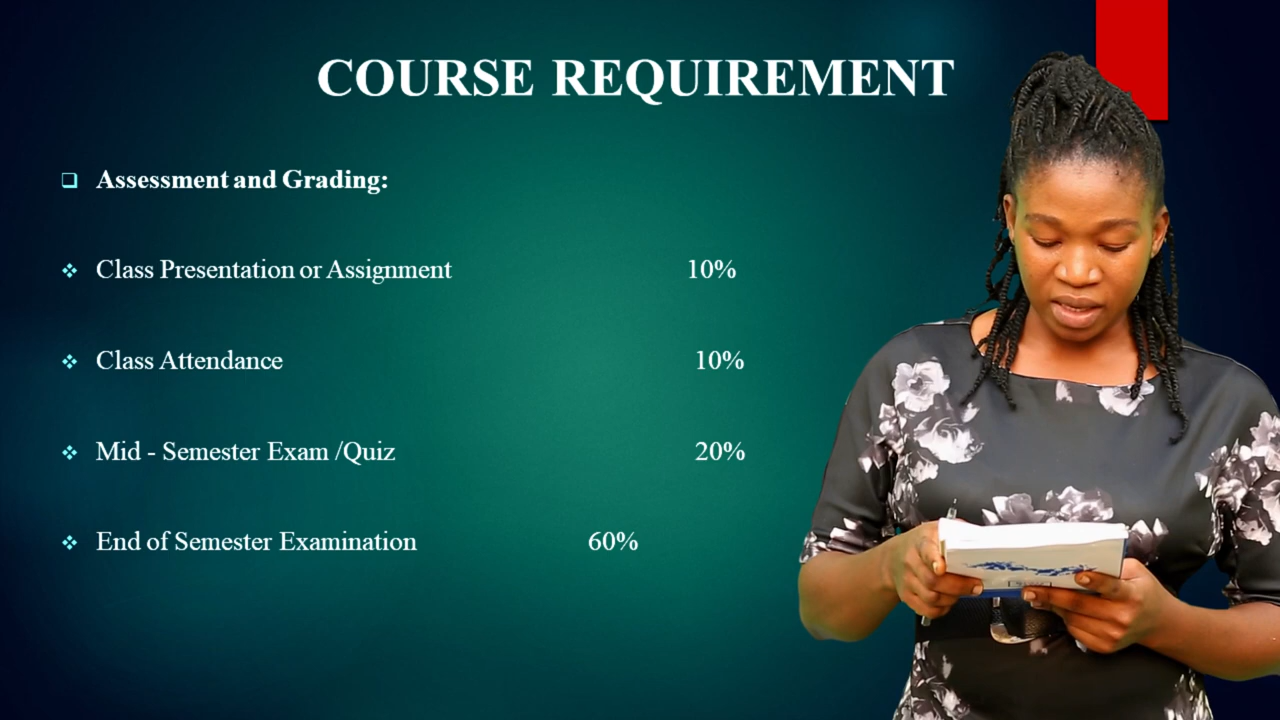 COURSE REQUIREMENT
Assessment and Grading:
Class Presentation or Assignment 10%
Class Attendance 10%
Mid - Semester Exam /Quiz 20%
End of Semester Examination 60%